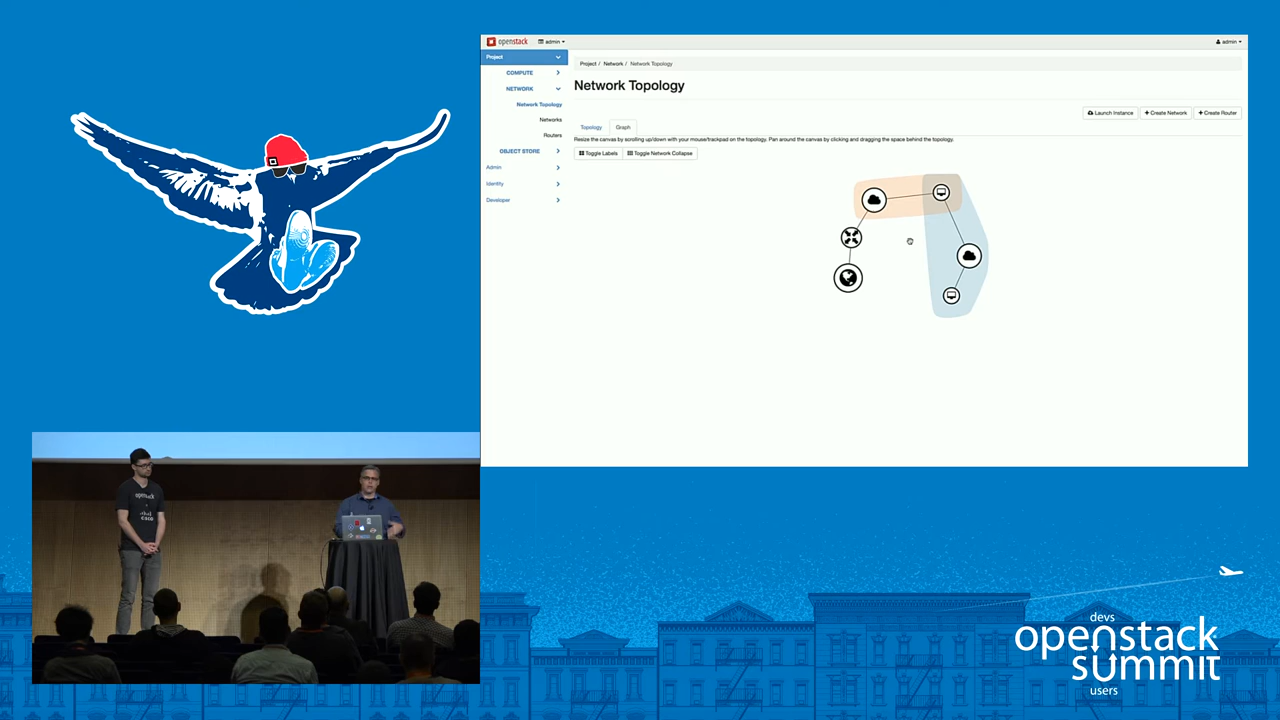 openstack
admin
admin
Project
Project / Network / Network Topology
COMPUTE
NETWORK
Network Topology
Networks
Routers
OBJECT STORE
Admin
Identity
Developer
Network Topology
Launch Instance
Create Network
Create Router
Topology
Graph
Resize the canvas by scrolling up/down with your mouse/trackpad on the topology. Pan around the canvas by clicking and dragging the space behind the topology.
Toggle Labels
Toggle Network Collapse
openstack
cisco
devs
openstack
summit
users